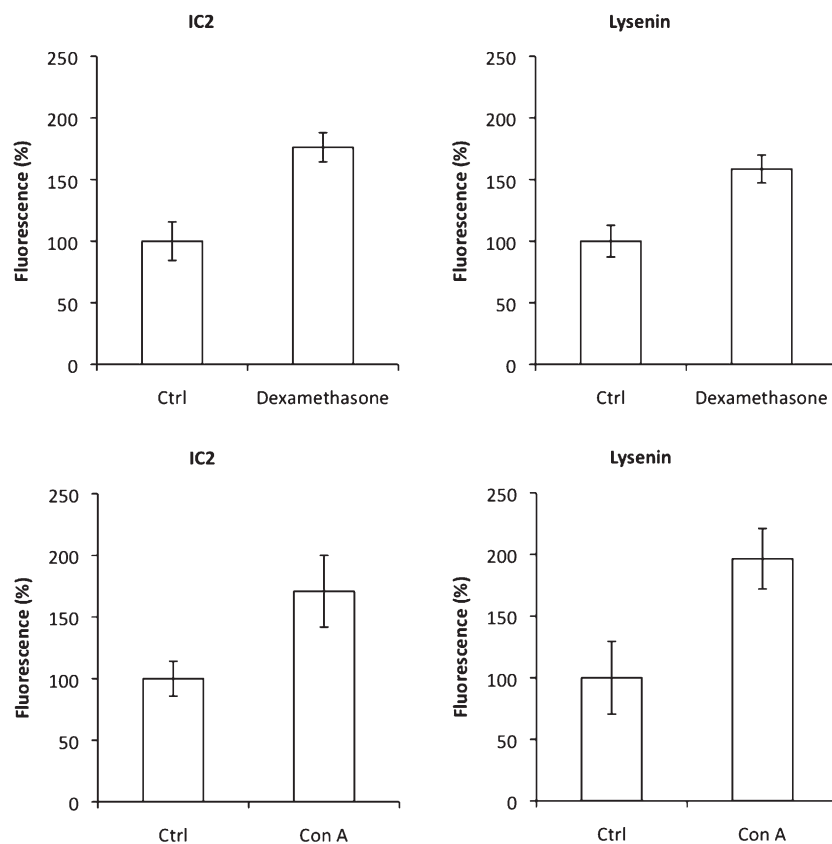 IC2
Fluorescence (%)
250
200
150
100
50
0
Ctrl
Dexamethasone
Lysenin
Fluorescence (%)
250
200
150
100
50
0
Ctrl
Dexamethasone
IC2
Fluorescence (%)
250
200
150
100
50
0
Ctrl
Con A
Lysenin
Fluorescence (%)
250
200
150
100
50
0
Ctrl
Con A